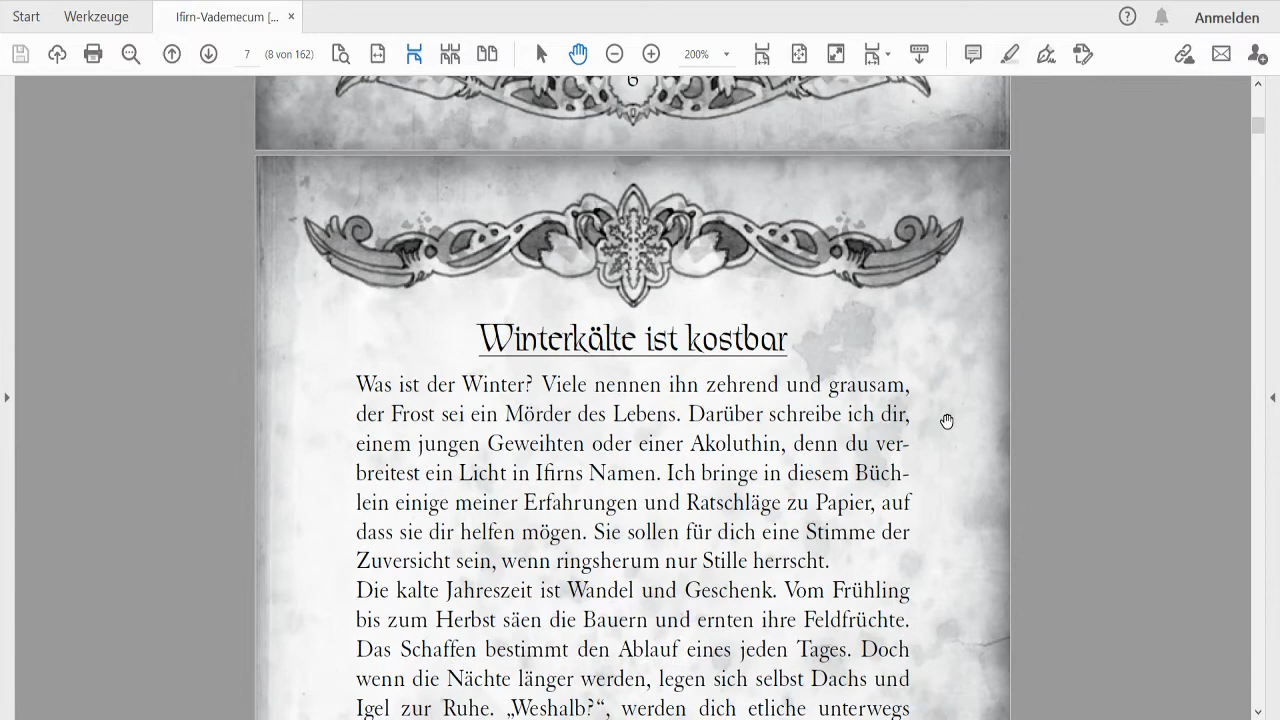 Start Werkzeuge Ifirn-Vademecum [... × Anmelden
7 (8 von 162) 200%
6
Winterkälte ist kostbar
Was ist der Winter? Viele nennen ihn zehrend und grausam,
der Frost sei ein Mörder des Lebens. Darüber schreibe ich dir,
einem jungen Geweihten oder einer Akoluthin, denn du ver-
breitest ein Licht in Ifirns Namen. Ich bringe in diesem Büch-
lein einige meiner Erfahrungen und Ratschläge zu Papier, auf
dass sie dir helfen mögen. Sie sollen für dich eine Stimme der
Zuversicht sein, wenn ringsherum nur Stille herrscht.
Die kalte Jahreszeit ist Wandel und Geschenk. Vom Frühling
bis zum Herbst säen die Bauern und ernten ihre Feldfrüchte.
Das Schaffen bestimmt den Ablauf eines jeden Tages. Doch
wenn die Nächte länger werden, legen sich selbst Dachs und
Igel zur Ruhe. „Weshalb?“, werden dich etliche unterwegs